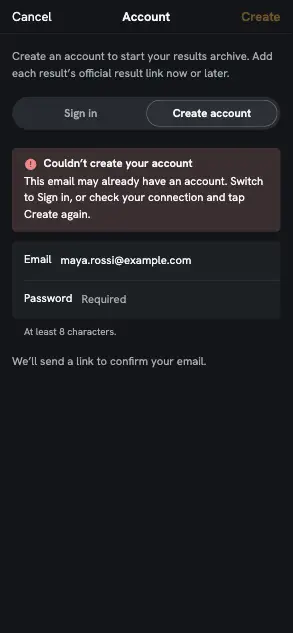 Cancel Account Create
Create an account to start your results archive. Add
each result’s official result link now or later.
Sign in Create account
Couldn’t create your account
This email may already have an account. Switch
to Sign in, or check your connection and tap
Create again.
Email maya.rossi@example.com
Password Required
At least 8 characters.
We’ll send a link to confirm your email.